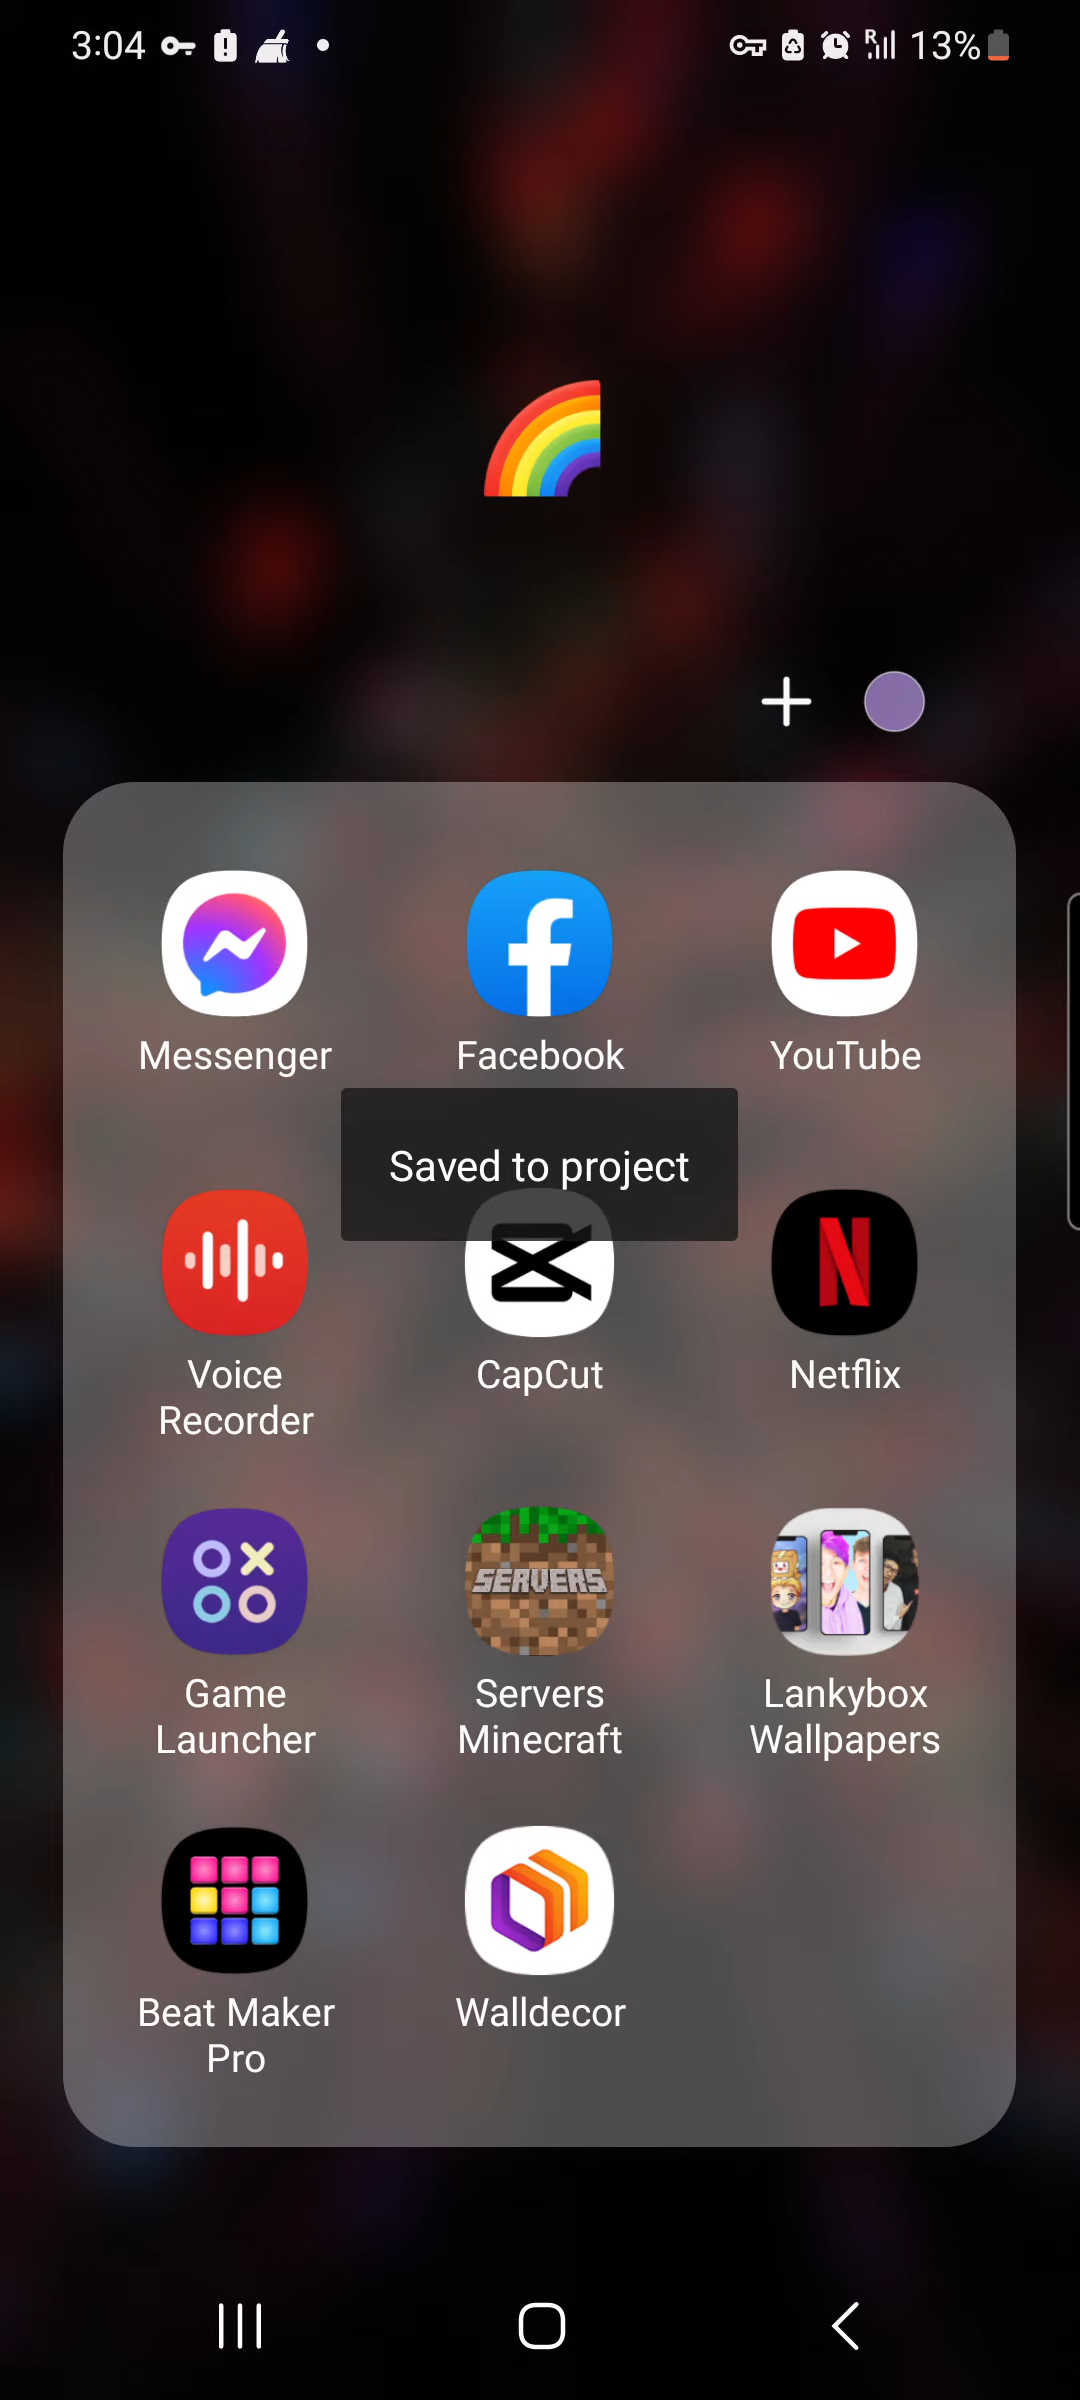 3:04
R 13%
Messenger Facebook YouTube
Saved to project
Voice Recorder CapCut Netflix
SERVERS
Game Launcher Servers Minecraft Lankybox Wallpapers
Beat Maker Pro Walldecor